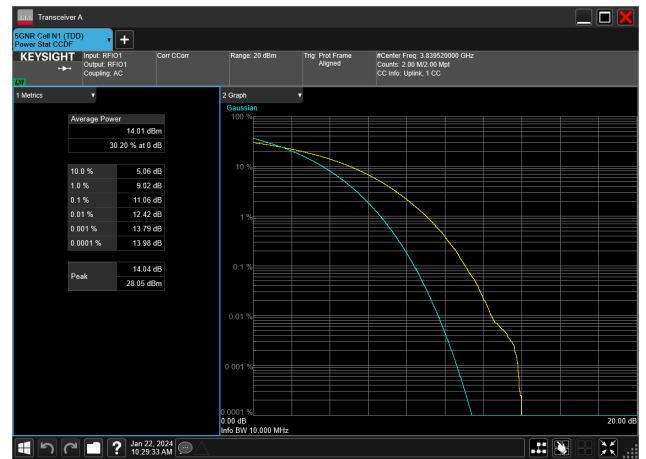 Transceiver A
5GNR Cell N1 (TDD)
Power Stat CCDF
KEYSIGHT
LXI
Input: RFIO1
Output: RFIO1
Coupling: AC
Corr CCorr
Range: 20 dBm
Trig: Prot Frame
Aligned
#Center Freq: 3.839520000 GHz
Counts: 2.00 M/2.00 Mpt
CC Info: Uplink, 1 CC
1 Metrics
Average Power
14.01 dBm
30.20 % at 0 dB
10.0 % 5.06 dB
1.0 % 9.02 dB
0.1 % 11.06 dB
0.01 % 12.42 dB
0.001 % 13.79 dB
0.0001 % 13.98 dB
Peak
14.04 dB
28.05 dBm
2 Graph
Gaussian
100 %
10 %
1 %
0.1 %
0.01 %
0.001 %
0.0001 %
0.00 dB
20.00 dB
Info BW 10.000 MHz
Jan 22, 2024
10:29:33 AM